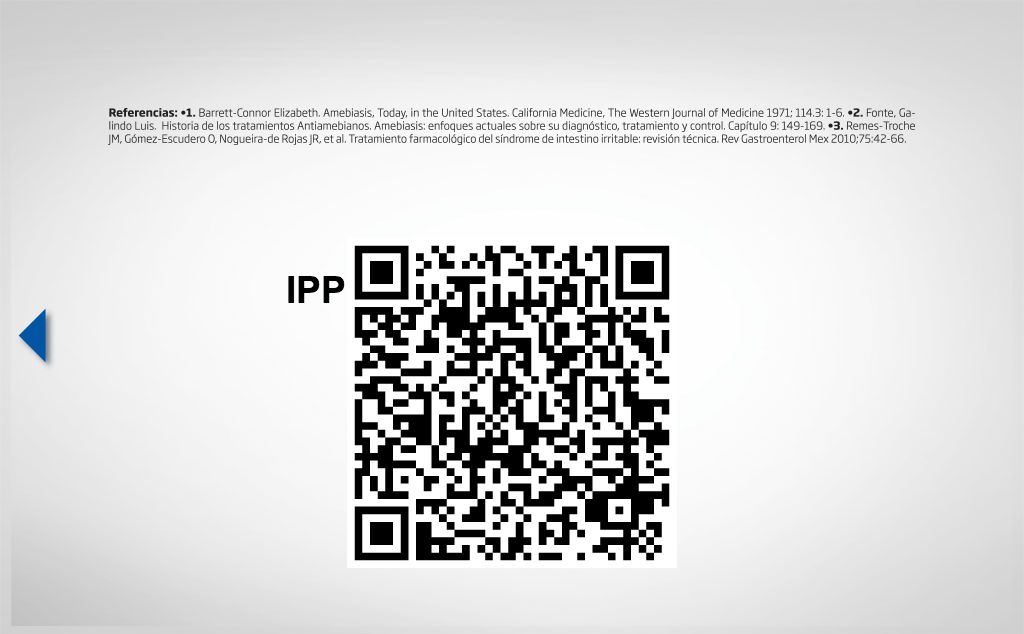 Referencias: •1. Barrett-Connor Elizabeth. Amebiasis, Today, in the United States. California Medicine, The Western Journal of Medicine 1971; 114.3: 1-6. •2. Fonte, Ga-
lindo Luis. Historia de los tratamientos Antiamebianos. Amebiasis: enfoques actuales sobre su diagnóstico, tratamiento y control. Capítulo 9: 149-169. •3. Remes-Troche
JM, Gómez-Escudero O, Nogueira-de Rojas JR, et al. Tratamiento farmacológico del síndrome de intestino irritable: revisión técnica. Rev Gastroenterol Mex 2010;75:42-66.
IPP